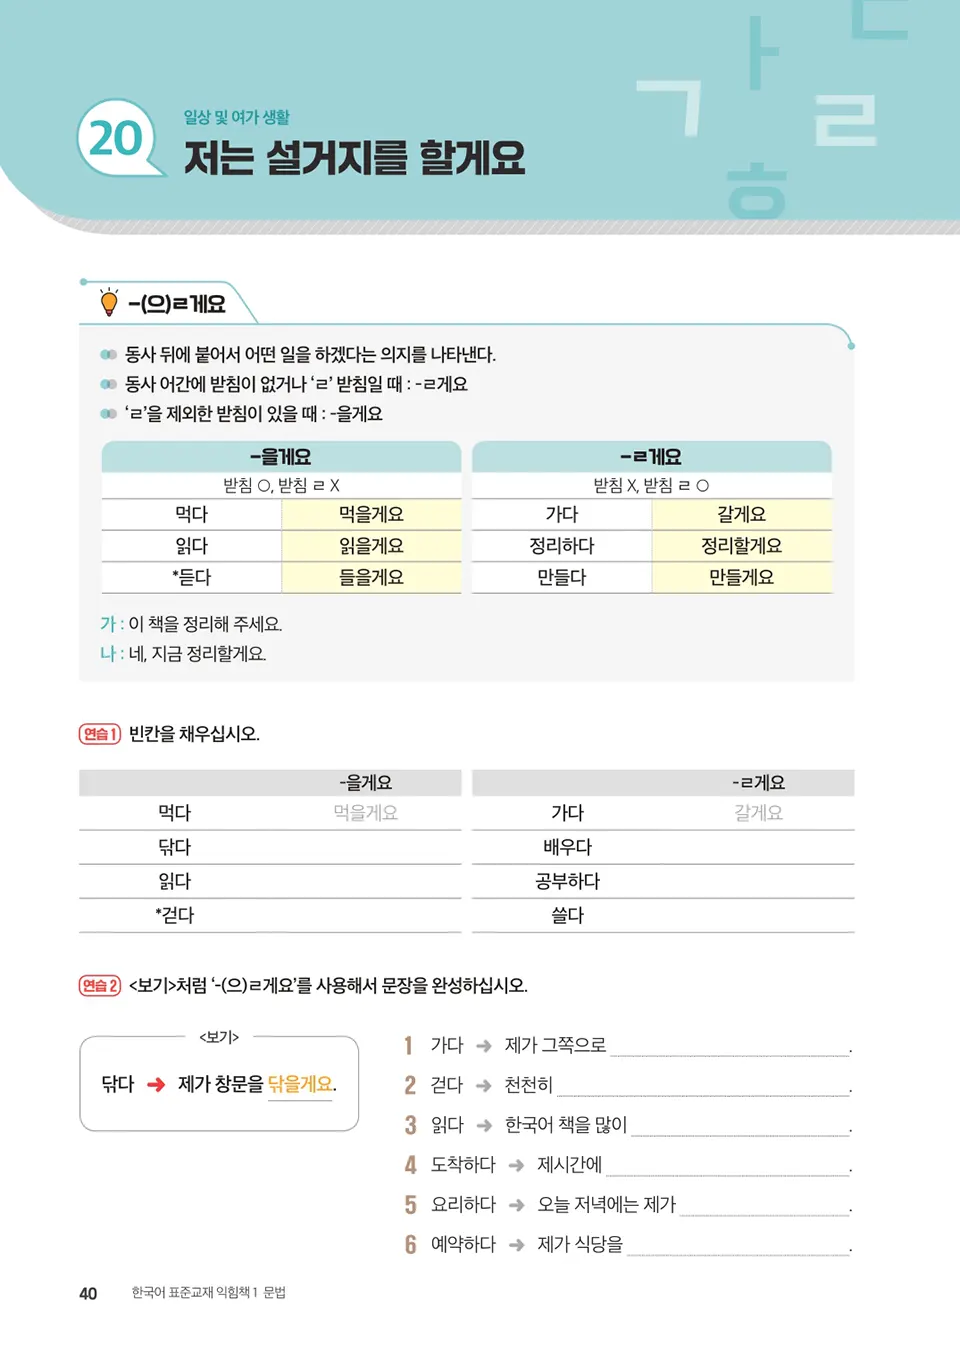 ㄱ ㅏ ㄷ ㄹ ㅎ
20
일상 및 여가 생활
저는 설거지를 할게요
-(으)ㄹ게요
동사 뒤에 붙어서 어떤 일을 하겠다는 의지를 나타낸다.
동사 어간에 받침이 없거나 ‘ㄹ’ 받침일 때 : -ㄹ게요
‘ㄹ’을 제외한 받침이 있을 때 : -을게요
-을게요
받침 ○, 받침 ㄹ X
먹다 먹을게요
읽다 읽을게요
*듣다 들을게요
-ㄹ게요
받침 X, 받침 ㄹ ○
가다 갈게요
정리하다 정리할게요
만들다 만들게요
가 : 이 책을 정리해 주세요.
나 : 네, 지금 정리할게요.
연습 1 빈칸을 채우십시오.
-을게요
먹다 먹을게요
닦다
읽다
*걷다
-ㄹ게요
가다 갈게요
배우다
공부하다
쓸다
연습 2 <보기>처럼 ‘-(으)ㄹ게요’를 사용해서 문장을 완성하십시오.
<보기>
닦다 ➜ 제가 창문을 닦을게요.
1 가다 ➜ 제가 그쪽으로 .
2 걷다 ➜ 천천히 .
3 읽다 ➜ 한국어 책을 많이 .
4 도착하다 ➜ 제시간에 .
5 요리하다 ➜ 오늘 저녁에는 제가 .
6 예약하다 ➜ 제가 식당을 .
40 한국어 표준교재 익힘책 1 문법